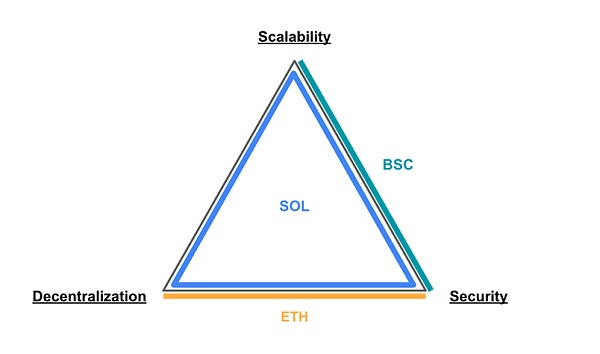 Scalability
BSC
SOL
Decentralization
Security
ETH